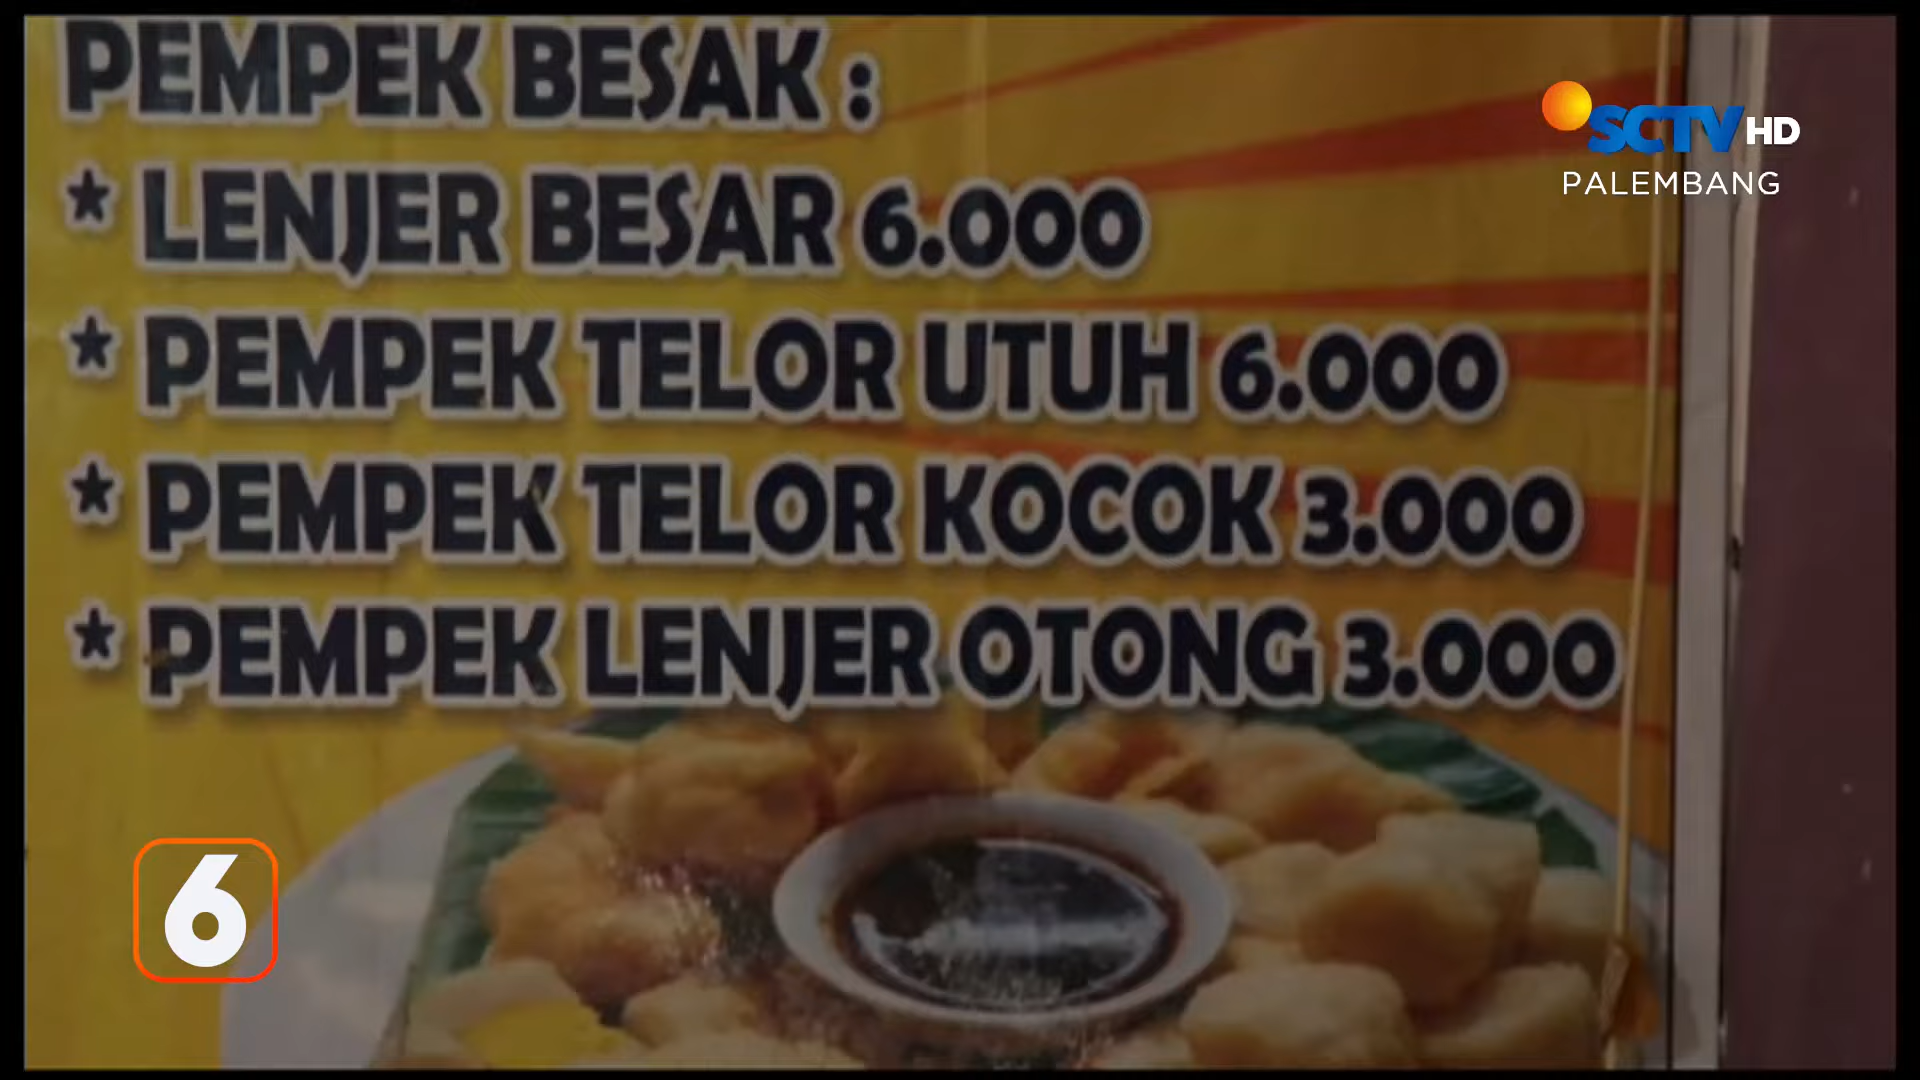 PEMPEK BESAK :
* LENJER BESAR 6.000
* PEMPEK TELOR UTUH 6.000
* PEMPEK TELOR KOCOK 3.000
* PEMPEK LENJER OTONG 3.000
SCTV HD
PALEMBANG
6